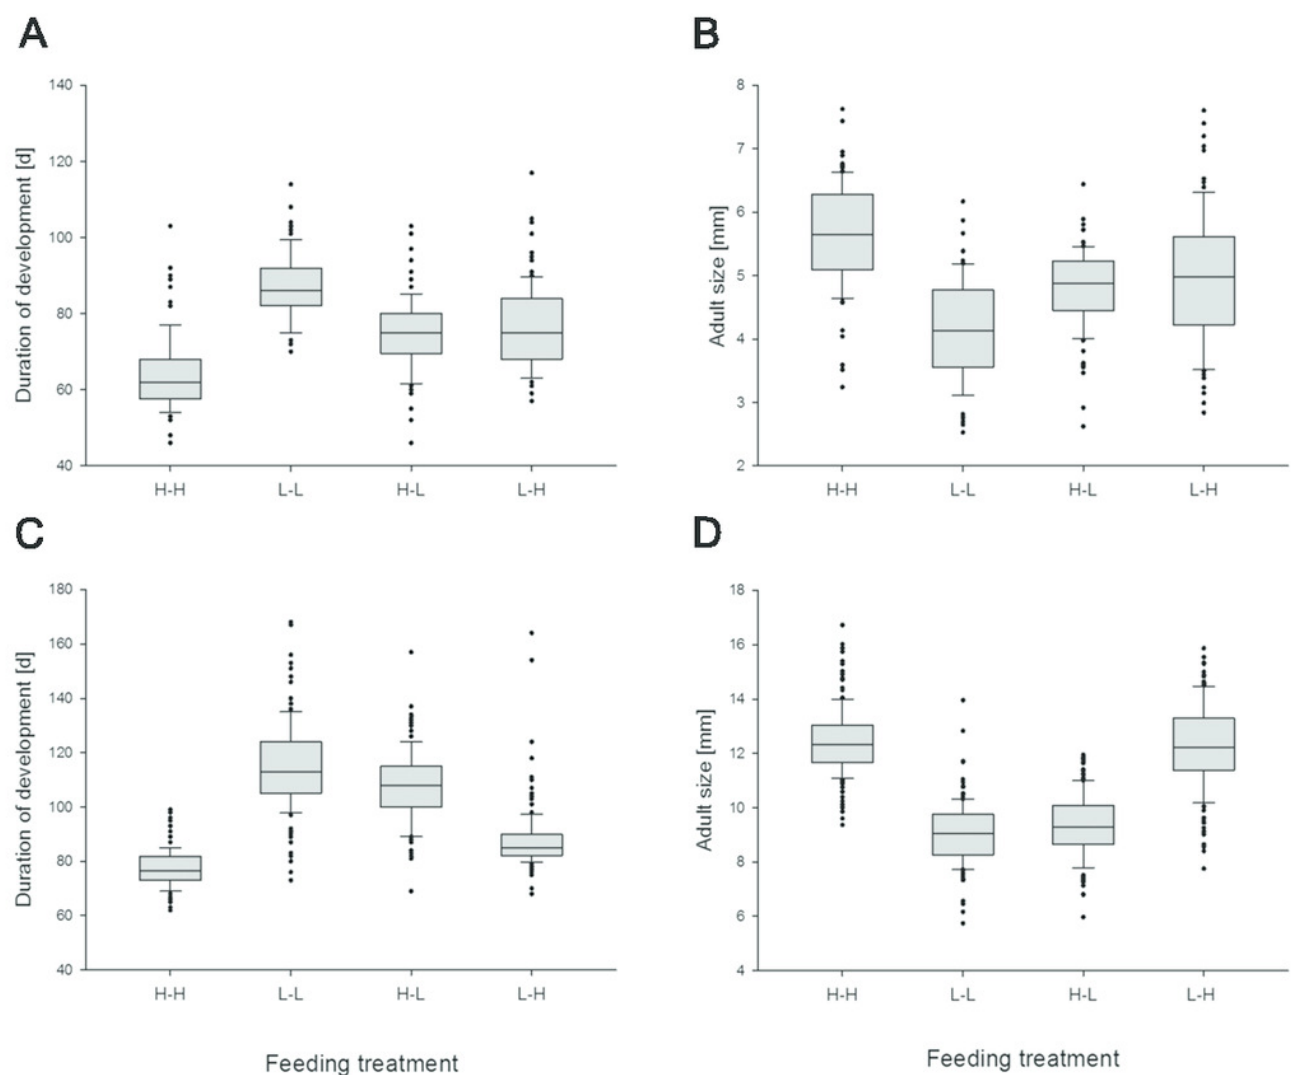 A
B
Duration of development [d]
140
120
100
80
60
40
H-H L-L H-L L-H
Adult size [mm]
8
7
6
5
4
3
2
H-H L-L H-L L-H
C
D
Duration of development [d]
180
160
140
120
100
80
60
40
H-H L-L H-L L-H
Feeding treatment
Adult size [mm]
18
16
14
12
10
8
6
4
H-H L-L H-L L-H
Feeding treatment